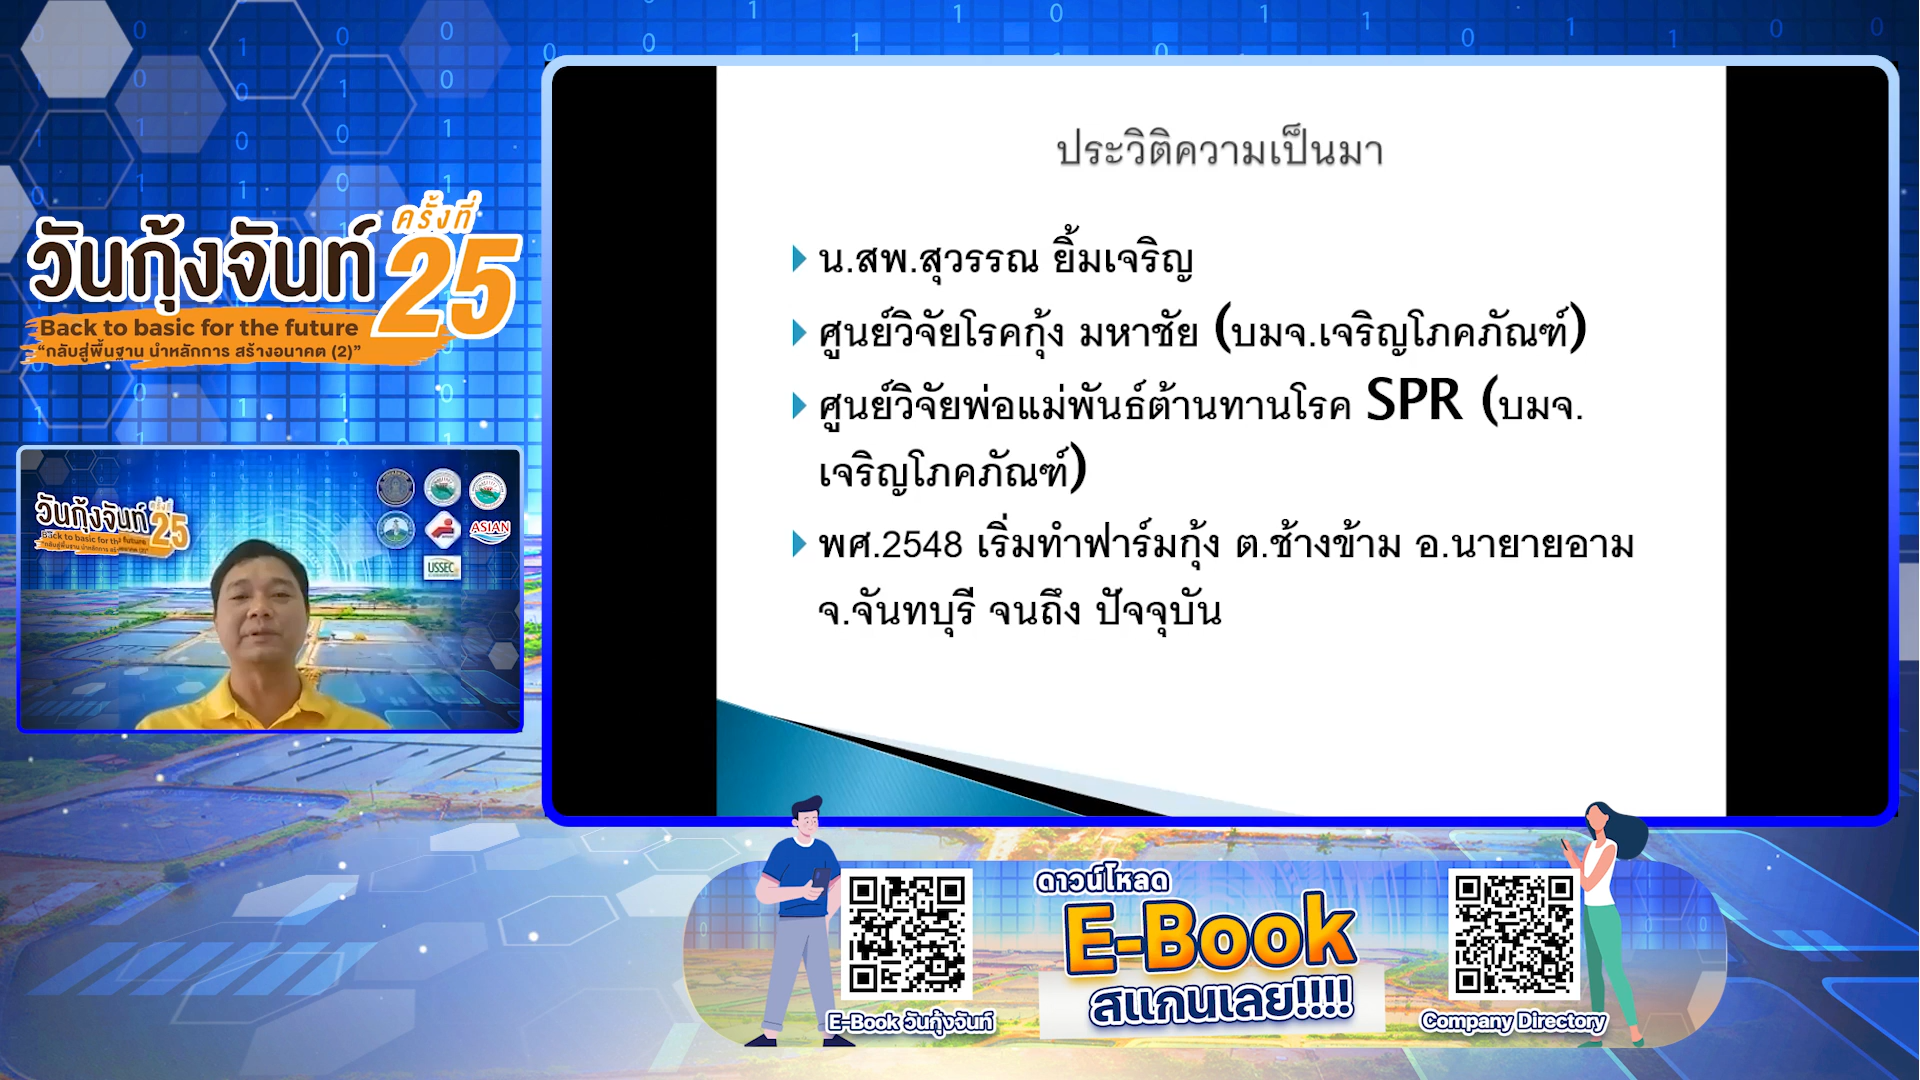 วันกุ้งจันท์ ครั้งที่ 25
Back to basic for the future
“กลับสู่พื้นฐาน นำหลักการ สร้างอนาคต (2)”
วันกุ้งจันท์ ครั้งที่ 25
Back to basic for the future
ASIAN
USSEC
ประวิติความเป็นมา
น.สพ.สุวรรณ ยิ้มเจริญ
ศูนย์วิจัยโรคกุ้ง มหาชัย (บมจ.เจริญโภคภัณฑ์)
ศูนย์วิจัยพ่อแม่พันธ์ต้านทานโรค SPR (บมจ.
เจริญโภคภัณฑ์)
พศ.2548 เริ่มทำฟาร์มกุ้ง ต.ช้างข้าม อ.นายายอาม
จ.จันทบุรี จนถึง ปัจจุบัน
ดาวน์โหลด
E-Book
สแกนเลย!!!!
E-Book วันกุ้งจันท์
Company Directory